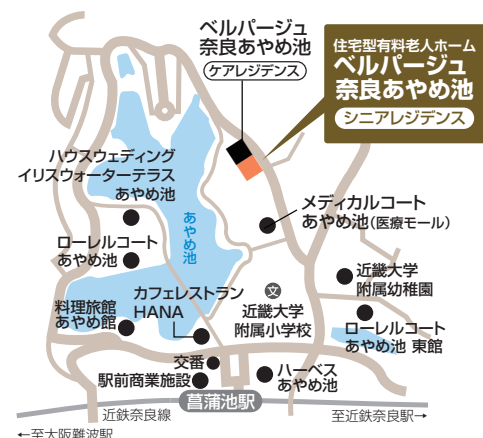 ベルパージュ
奈良あやめ池
ケアレジデンス
住宅型有料老人ホーム
ベルパージュ
奈良あやめ池
シニアレジデンス
ハウスウェディング
イリスウォーターテラス
あやめ池
あやめ池
メディカルコート
あやめ池(医療モール)
ローレルコート
あやめ池
近畿大学
附属幼稚園
カフェレストラン
HANA
文
近畿大学
附属小学校
料理旅館
あやめ館
ローレルコート
あやめ池 東館
交番
駅前商業施設
ハーベス
あやめ池
菖蒲池駅
近鉄奈良線
至近鉄奈良駅→
←至大阪難波駅